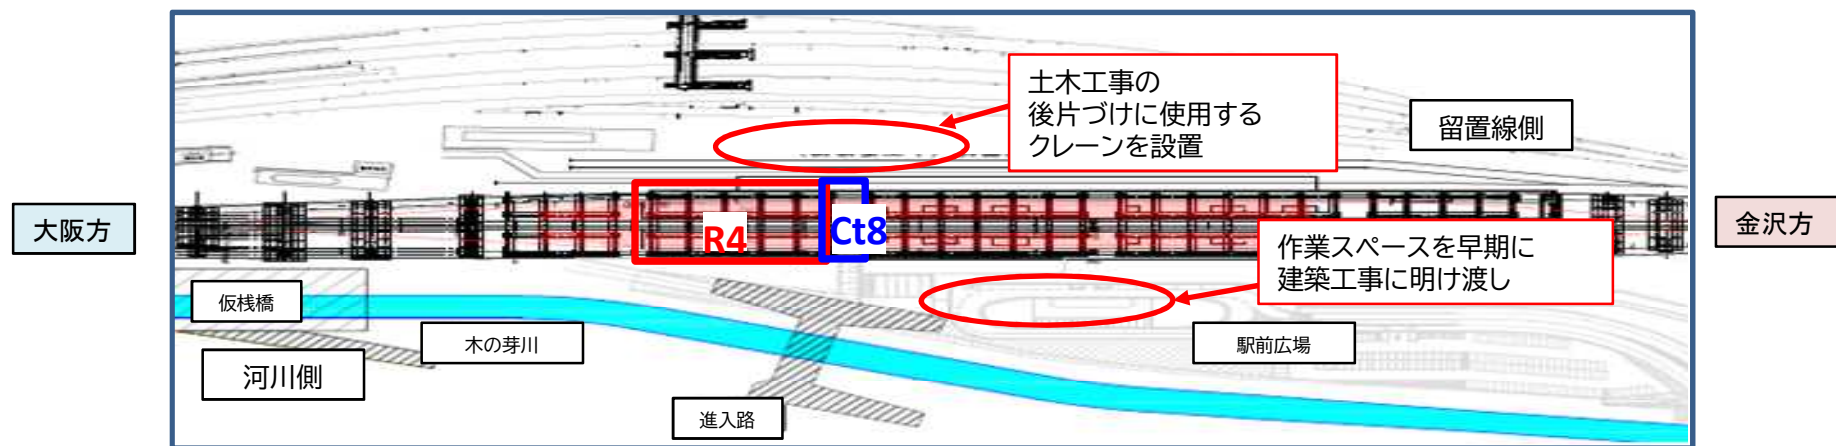 土木工事の
後片づけに使用する
クレーンを設置
留置線側
大阪方
R4
Ct8
金沢方
作業スペースを早期に
建築工事に明け渡し
仮桟橋
木の芽川
駅前広場
河川側
進入路